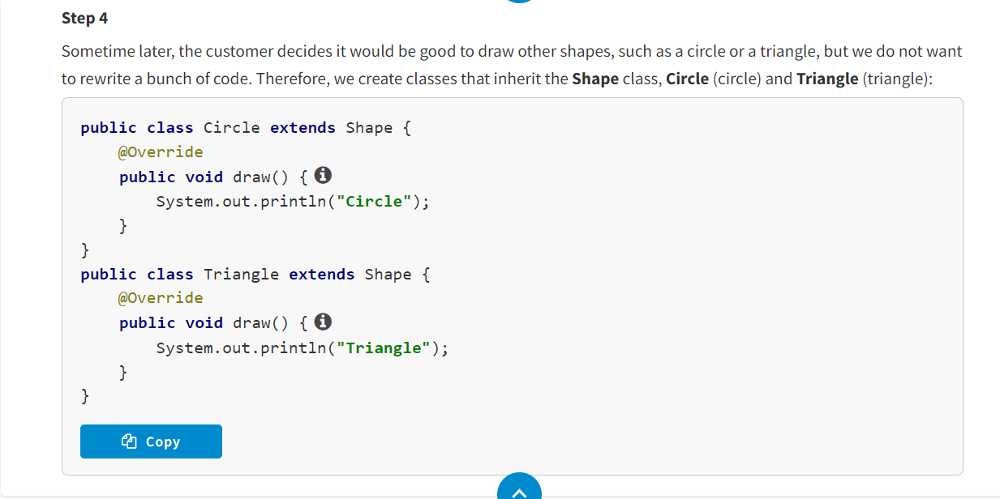 Step 4
Sometime later, the customer decides it would be good to draw other shapes, such as a circle or a triangle, but we do not want
to rewrite a bunch of code. Therefore, we create classes that inherit the Shape class, Circle (circle) and Triangle (triangle):
public class Circle extends Shape {
    @Override
    public void draw() {
        System.out.println("Circle");
    }
}
public class Triangle extends Shape {
    @Override
    public void draw() {
        System.out.println("Triangle");
    }
}
Copy